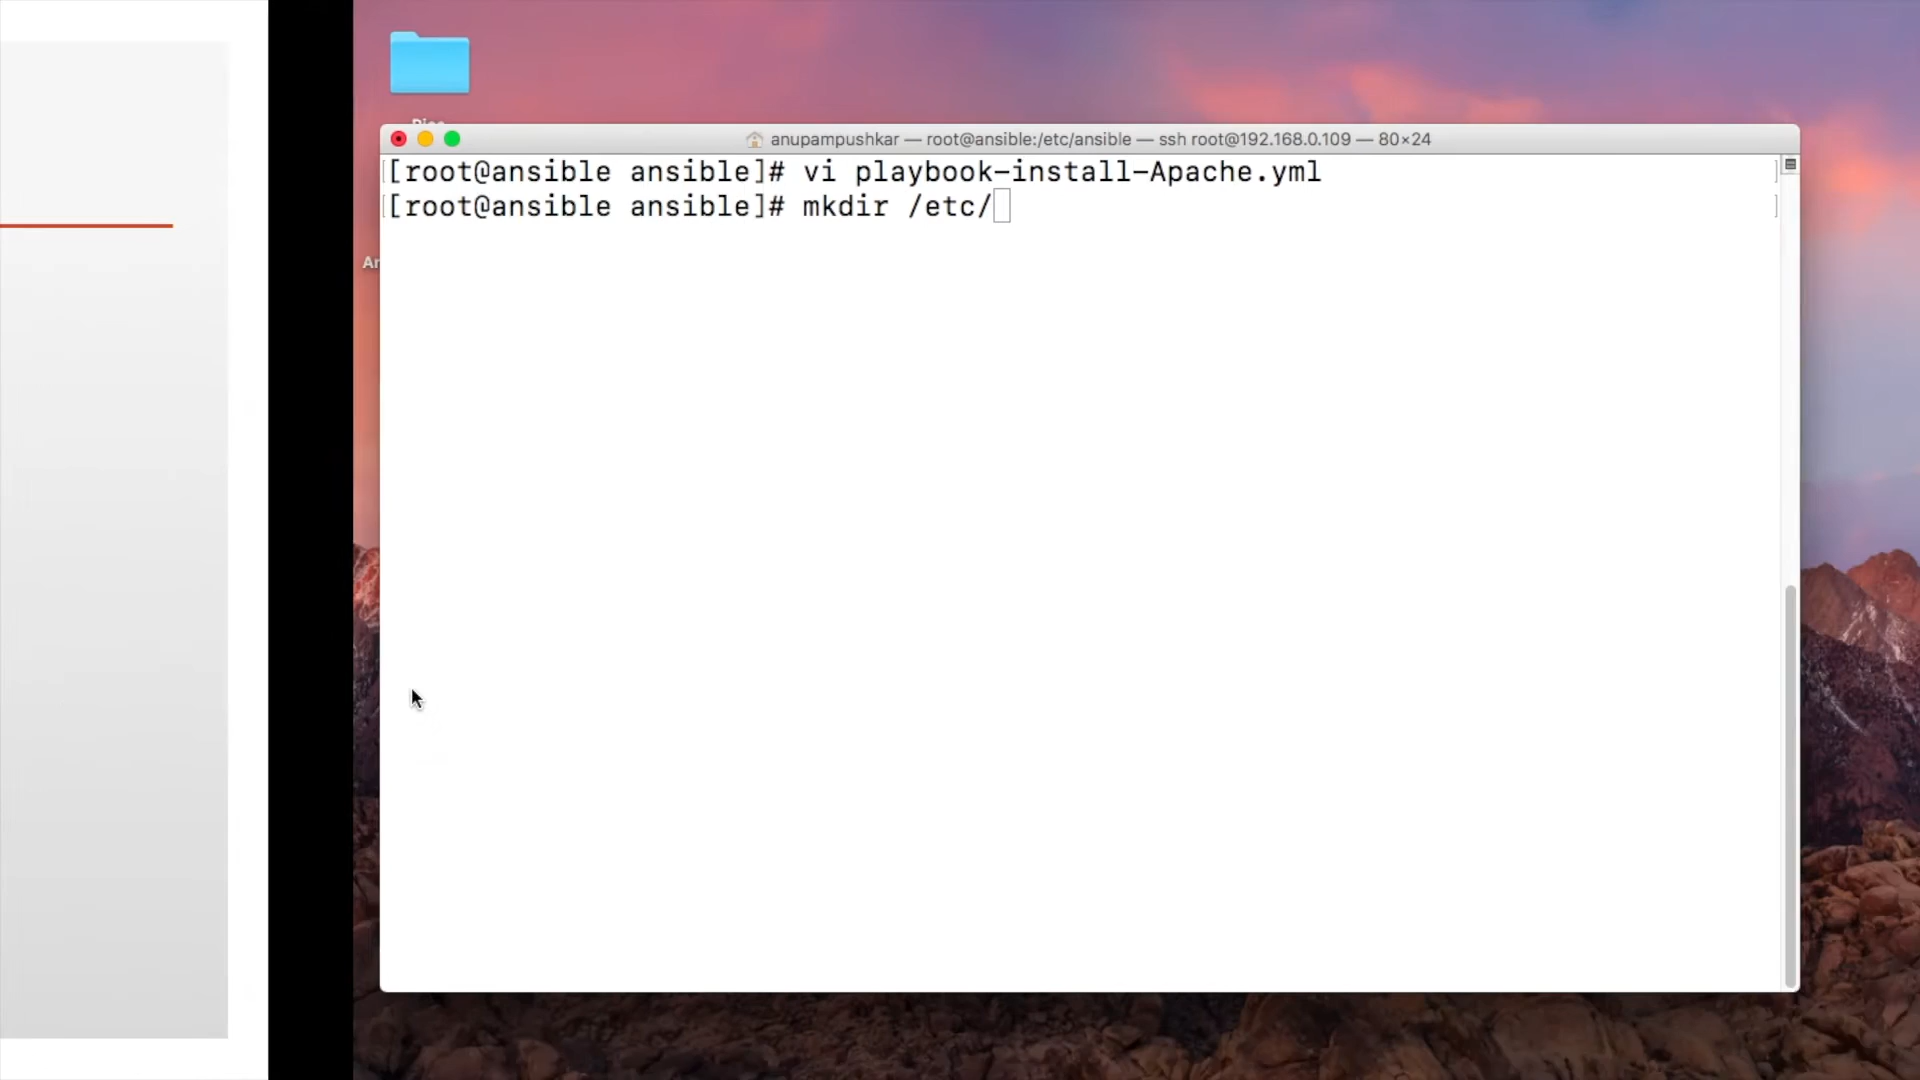 anupampushkar — root@ansible:/etc/ansible — ssh root@192.168.0.109 — 80×24
[root@ansible ansible]# vi playbook-install-Apache.yml
[root@ansible ansible]# mkdir /etc/